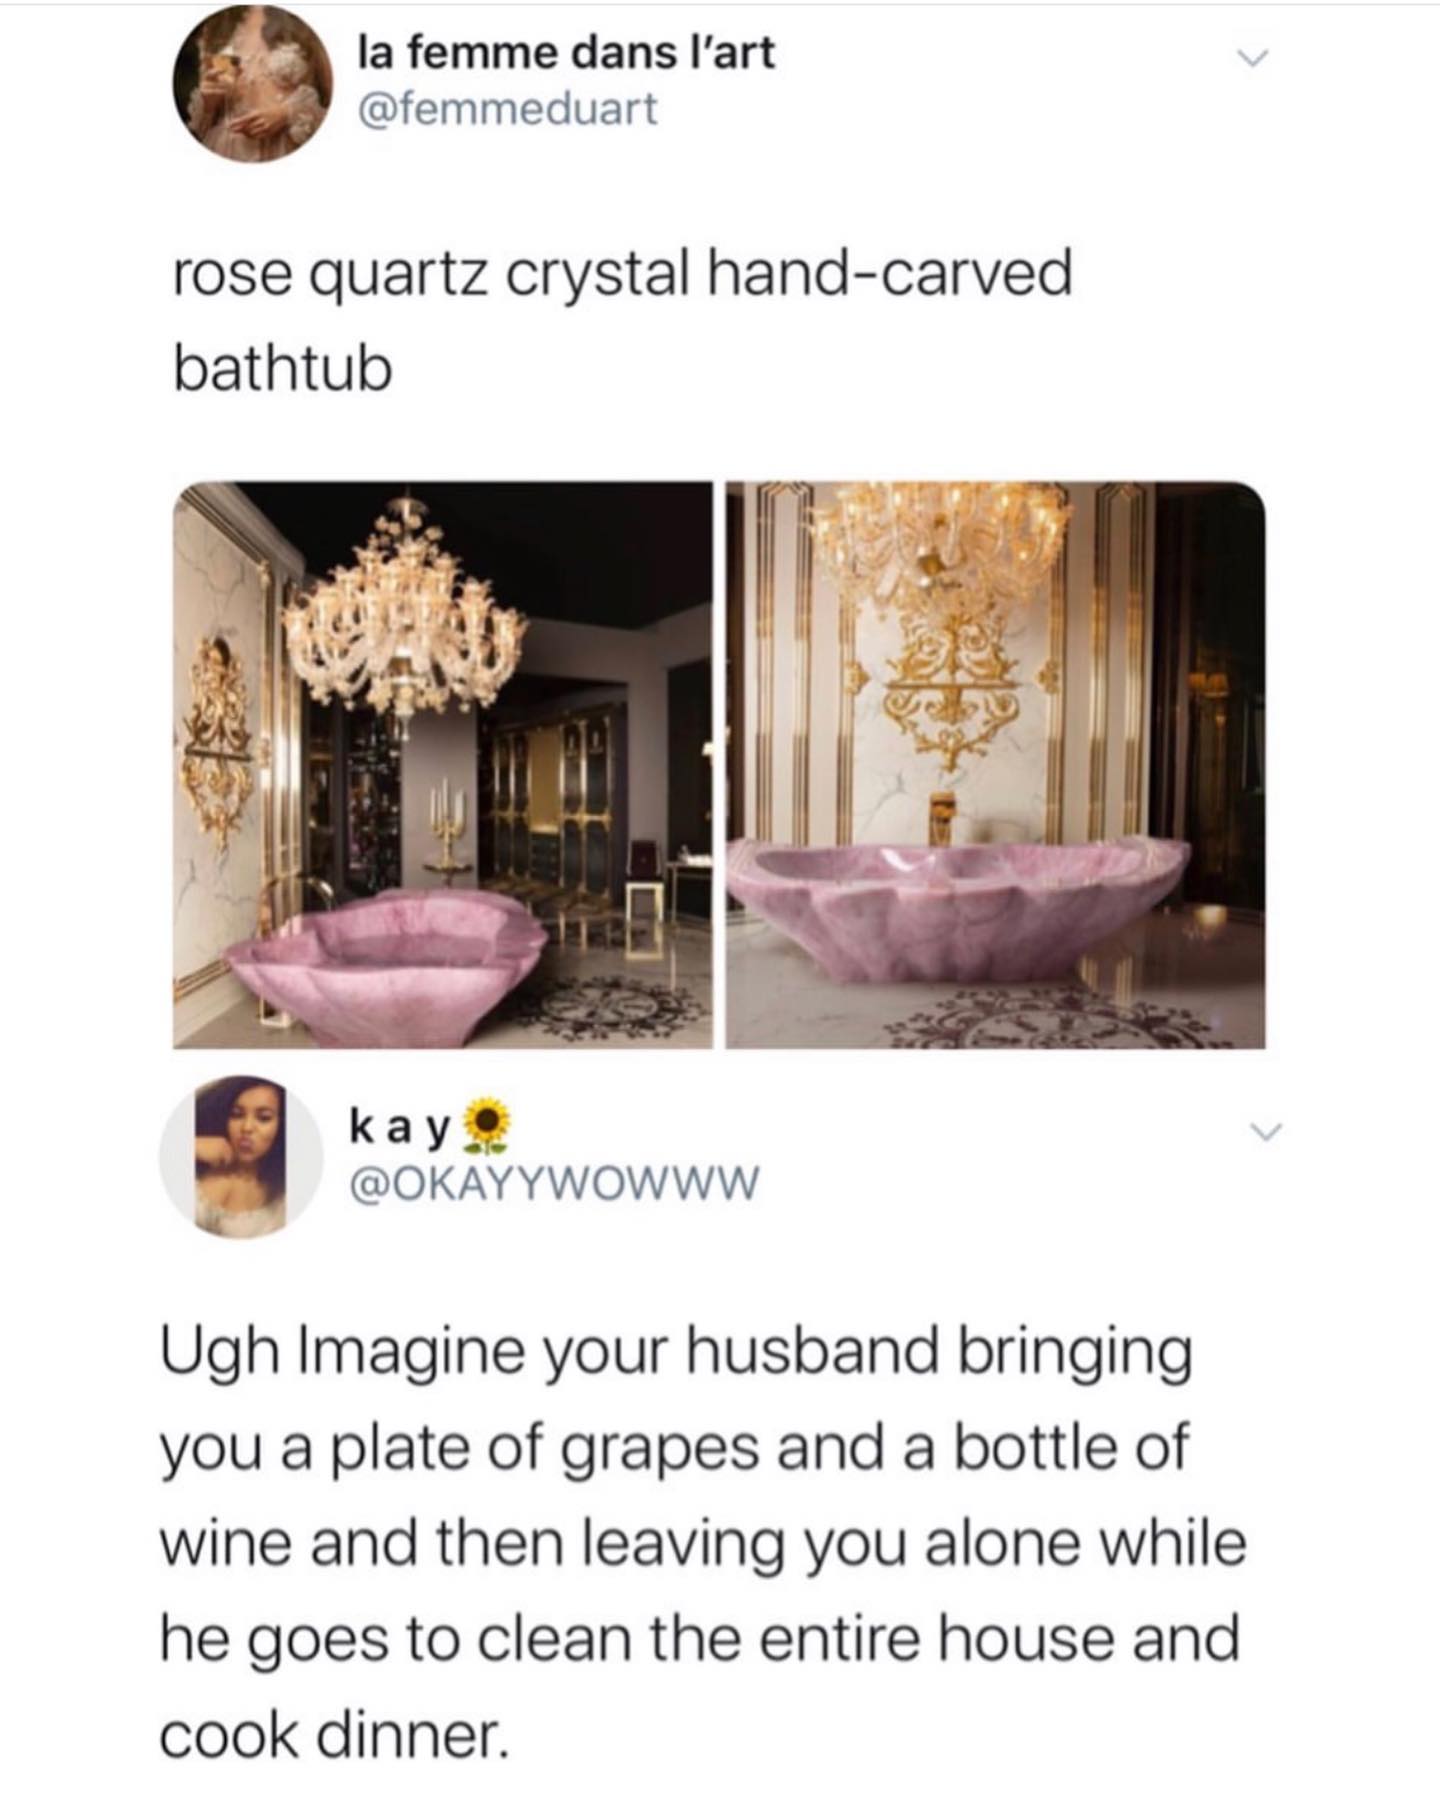 la femme dans l'art
@femmeduart
rose quartz crystal hand-carved
bathtub
k a y🌻
@OKAYYWOWWW
Ugh Imagine your husband bringing
you a plate of grapes and a bottle of
wine and then leaving you alone while
he goes to clean the entire house and
cook dinner.